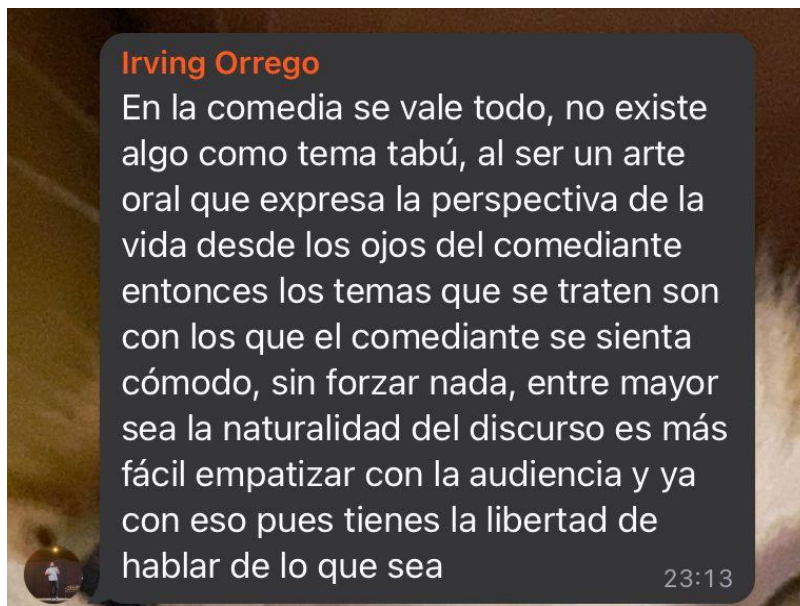 Irving Orrego
En la comedia se vale todo, no existe
algo como tema tabú, al ser un arte
oral que expresa la perspectiva de la
vida desde los ojos del comediante
entonces los temas que se traten son
con los que el comediante se sienta
cómodo, sin forzar nada, entre mayor
sea la naturalidad del discurso es más
fácil empatizar con la audiencia y ya
con eso pues tienes la libertad de
hablar de lo que sea
23:13